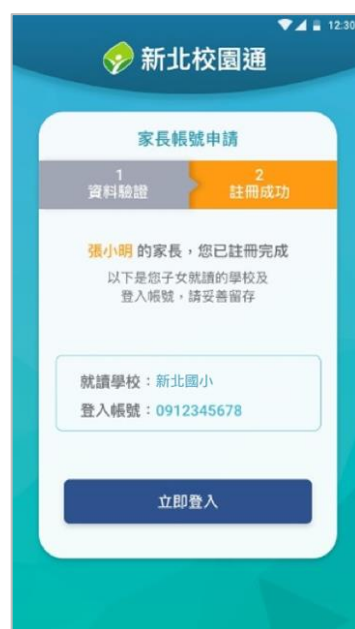 12:30
新北校園通
家長帳號申請
1
資料驗證
2
註冊成功
張小明 的家長，您已註冊完成
以下是您子女就讀的學校及
登入帳號，請妥善留存
就讀學校：新北國小
登入帳號：0912345678
立即登入